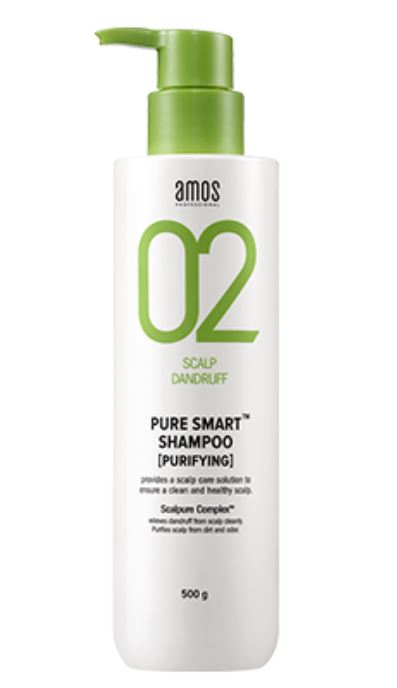 amos
PROFESSIONAL
02
SCALP
DANDRUFF
PURE SMART™
SHAMPOO
[PURIFYING]
provides a scalp care solution to
ensure a clean and healthy scalp.
Scalpure Complex™
relieves dandruff from scalp cleanly.
Purifies scalp from dirt and odor.
500 g